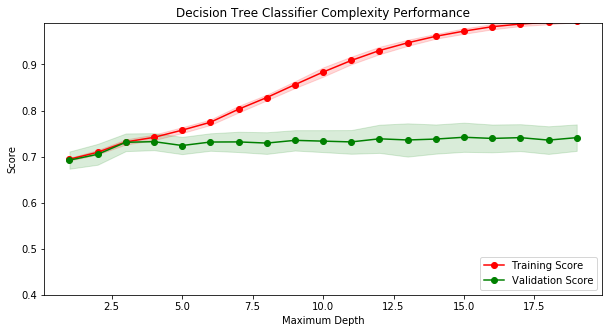 Decision Tree Classifier Complexity Performance
0.9
0.8
0.7
0.6
0.5
0.4
Score
2.5 5.0 7.5 10.0 12.5 15.0 17.5
Maximum Depth
Training Score
Validation Score